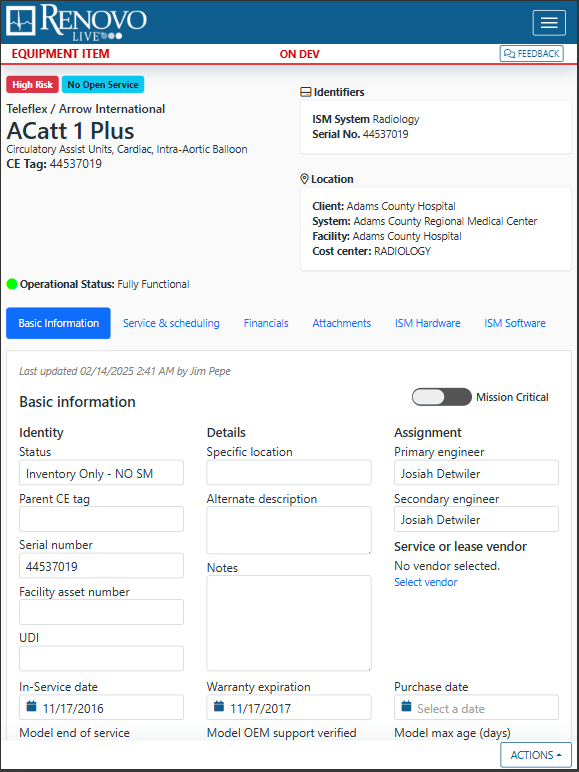 RENOVO
LIVE
EQUIPMENT ITEM
ON DEV
FEEDBACK
High Risk
No Open Service
Teleflex / Arrow International
ACatt 1 Plus
Circulatory Assist Units, Cardiac, Intra-Aortic Balloon
CE Tag: 44537019
Identifiers
ISM System Radiology
Serial No. 44537019
Location
Client: Adams County Hospital
System: Adams County Regional Medical Center
Facility: Adams County Hospital
Cost center: RADIOLOGY
Operational Status: Fully Functional
Basic Information
Service & scheduling
Financials
Attachments
ISM Hardware
ISM Software
Last updated 02/14/2025 2:41 AM by Jim Pepe
Basic information
Mission Critical
Identity
Status
Inventory Only - NO SM
Parent CE tag
Serial number
44537019
Facility asset number
UDI
In-Service date
11/17/2016
Model end of service
Details
Specific location
Alternate description
Notes
Warranty expiration
11/17/2017
Model OEM support verified
Assignment
Primary engineer
Josiah Detwiler
Secondary engineer
Josiah Detwiler
Service or lease vendor
No vendor selected.
Select vendor
Purchase date
Select a date
Model max age (days)
ACTIONS